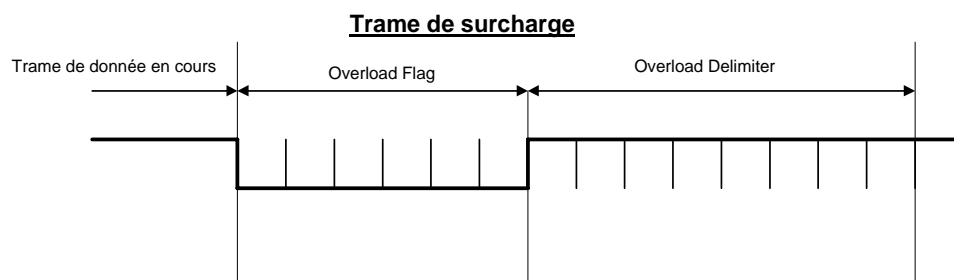 Trame de surcharge
Trame de donnée en cours
Overload Flag
Overload Delimiter